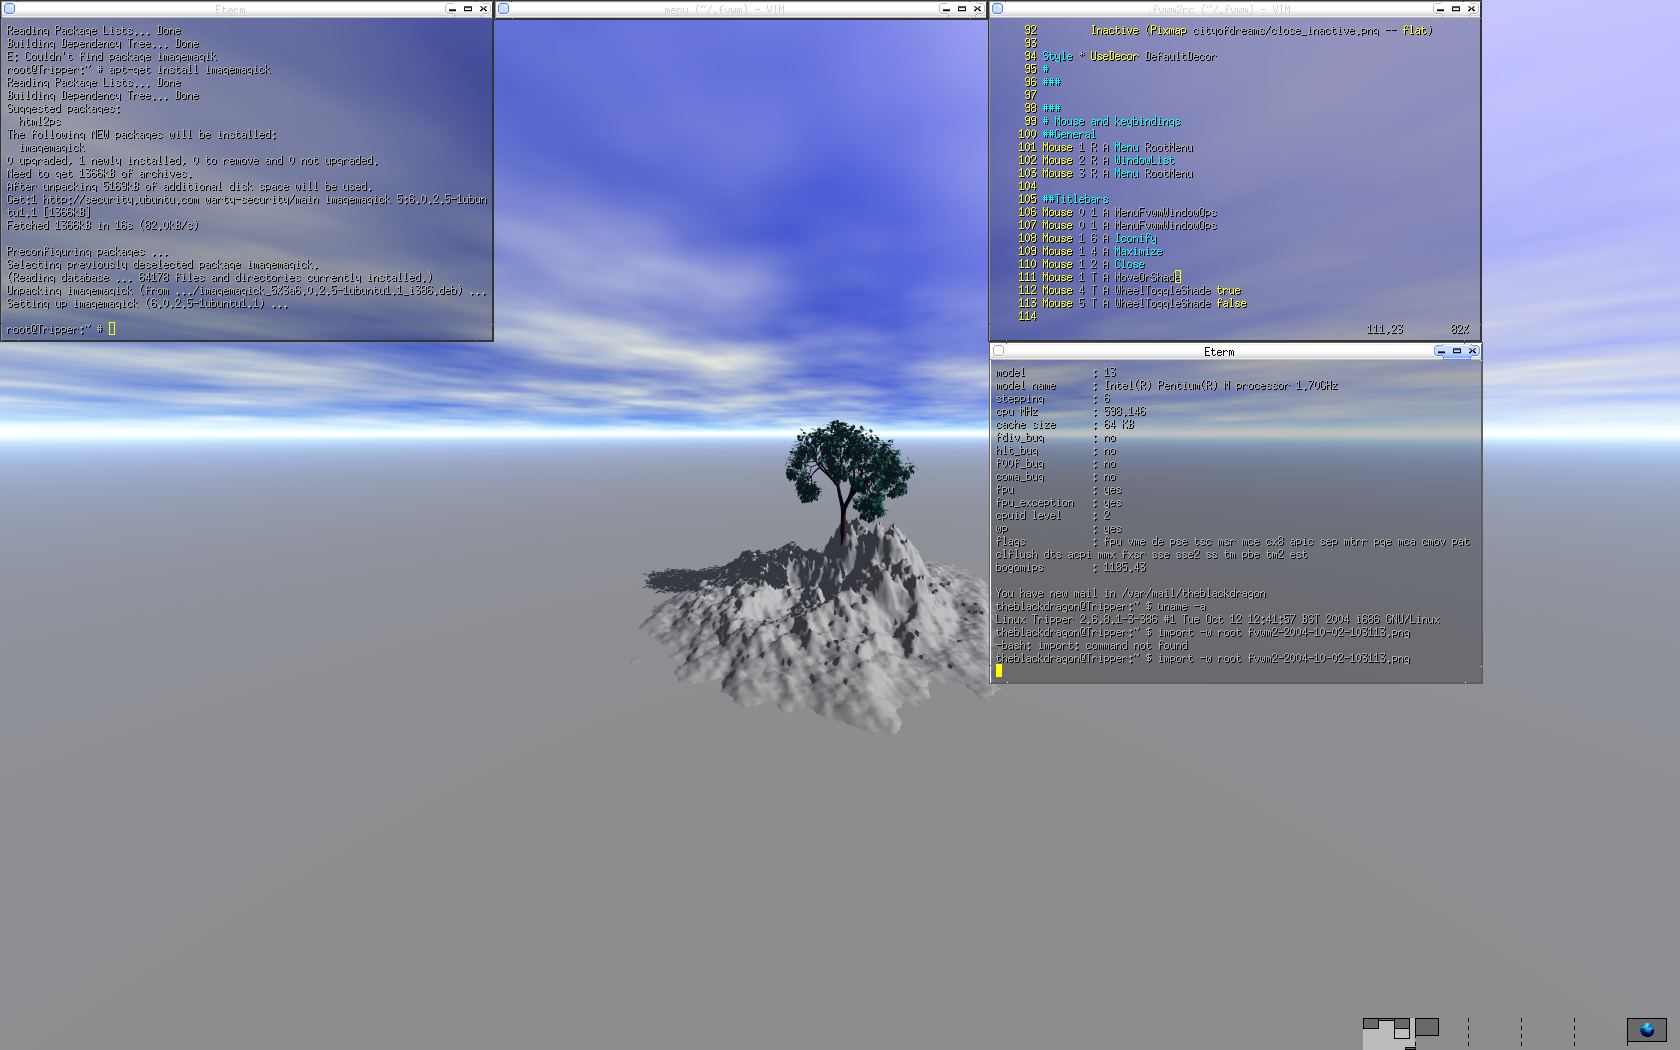 Eterm
Reading Package Lists... Done
Building Dependency Tree... Done
E: Couldn't find package imagemagik
root@Tripper:~ # apt-get install imagemagick
Reading Package Lists... Done
Building Dependency Tree... Done
Suggested packages:
  html2ps
The following NEW packages will be installed:
  imagemagick
0 upgraded, 1 newly installed, 0 to remove and 0 not upgraded.
Need to get 1366kB of archives.
After unpacking 5169kB of additional disk space will be used.
Get:1 http://security.ubuntu.com warty-security/main imagemagick 5:6.0.2.5-1ubun
tu1.1 [1366kB]
Fetched 1366kB in 16s (82.0kB/s)
Preconfiguring packages ...
Selecting previously deselected package imagemagick.
(Reading database ... 64178 files and directories currently installed.)
Unpacking imagemagick (from .../imagemagick_5%3a6.0.2.5-1ubuntu1.1_i386.deb) ...
Setting up imagemagick (6.0.2.5-1ubuntu1.1) ...
root@Tripper:~ #
menu (~/.fvwm) - VIM
.fvwm2rc (~/.fvwm) - VIM
92         Inactive (Pixmap cityofdreams/close_inactive.png -- flat)
93
94 Style * UseDecor DefaultDecor
95 #
96 ###
97
98 ###
99 # Mouse and keybindings
100 ##General
101 Mouse 1 R A Menu RootMenu
102 Mouse 2 R A WindowList
103 Mouse 3 R A Menu RootMenu
104
105 ##Titlebars
106 Mouse 0 1 A MenuFvwmWindowOps
107 Mouse 0 1 A MenuFvwmWindowOps
108 Mouse 1 6 A Iconify
109 Mouse 1 4 A Maximize
110 Mouse 1 2 A Close
111 Mouse 1 T A MoveOrShade
112 Mouse 4 T A WheelToggleShade true
113 Mouse 5 T A WheelToggleShade false
114
111,23        82%
Eterm
model           : 13
model name      : Intel(R) Pentium(R) M processor 1.70GHz
stepping        : 6
cpu MHz         : 598.146
cache size      : 64 KB
fdiv_bug        : no
hlt_bug         : no
f00f_bug        : no
coma_bug        : no
fpu             : yes
fpu_exception   : yes
cpuid level     : 2
wp              : yes
flags           : fpu vme de pse tsc msr mce cx8 apic sep mtrr pge mca cmov pat
clflush dts acpi mmx fxsr sse sse2 ss tm pbe tm2 est
bogomips        : 1185.43
You have new mail in /var/mail/theblackdragon
theblackdragon@Tripper:~ $ uname -a
Linux Tripper 2.6.8.1-3-386 #1 Tue Oct 12 12:41:57 BST 2004 i686 GNU/Linux
theblackdragon@Tripper:~ $ import -w root fvwm2-2004-10-02-103113.png
-bash: import: command not found
theblackdragon@Tripper:~ $ import -w root fvwm2-2004-10-02-103113.png